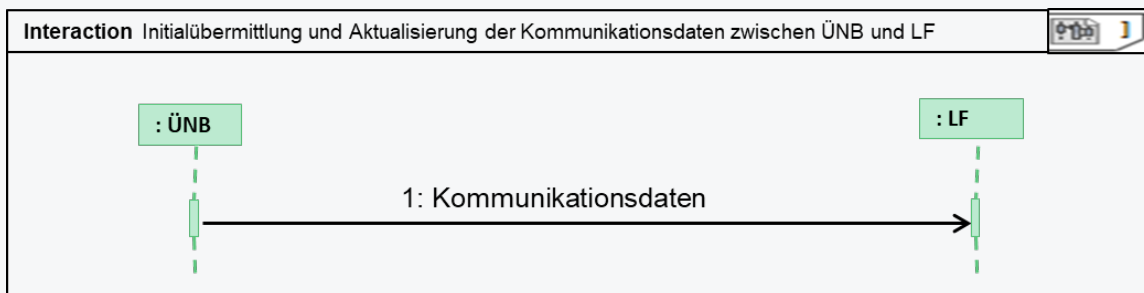 Interaction Initialübermittlung und Aktualisierung der Kommunikationsdaten zwischen ÜNB und LF
: ÜNB
: LF
1: Kommunikationsdaten